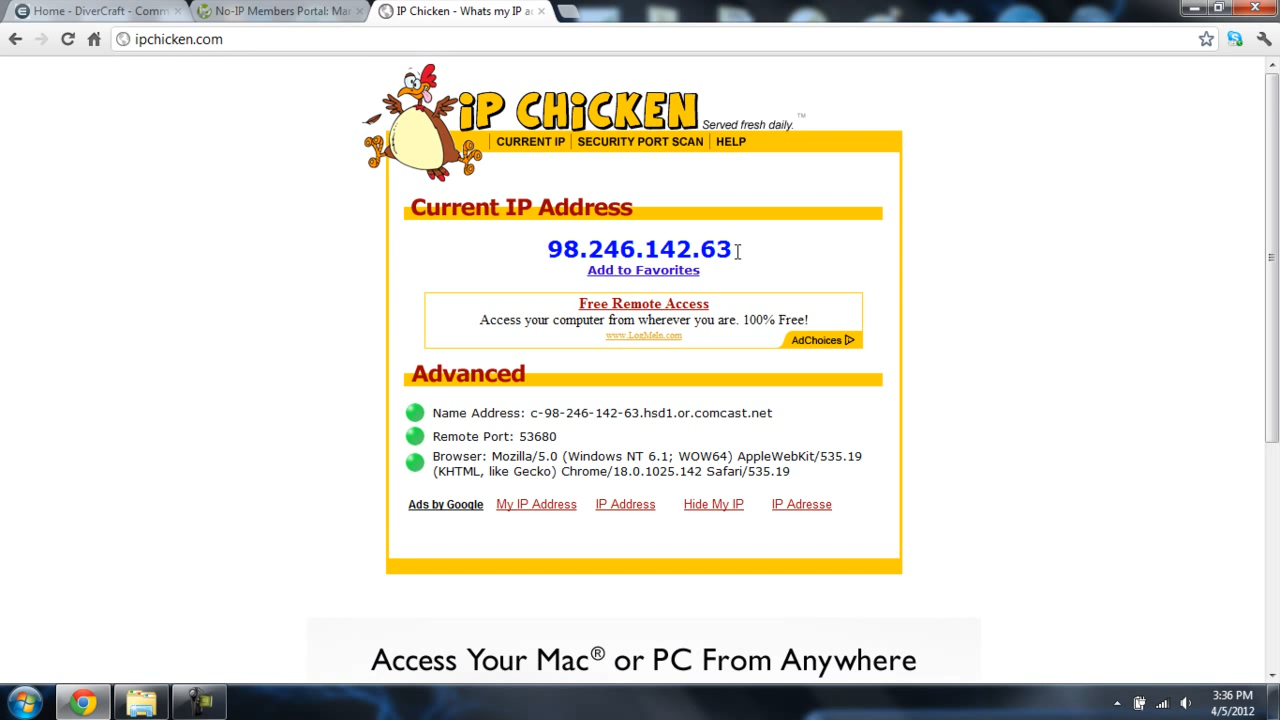 Home - DiverCraft - Comm
No-IP Members Portal: Ma
IP Chicken - Whats my IP a
ipchicken.com
iP CHiCKEN
Served fresh daily. ™
CURRENT IP | SECURITY PORT SCAN | HELP
Current IP Address
98.246.142.63
Add to Favorites
Free Remote Access
Access your computer from wherever you are. 100% Free!
www.LogMeIn.com
AdChoices
Advanced
Name Address: c-98-246-142-63.hsd1.or.comcast.net
Remote Port: 53680
Browser: Mozilla/5.0 (Windows NT 6.1; WOW64) AppleWebKit/535.19
(KHTML, like Gecko) Chrome/18.0.1025.142 Safari/535.19
Ads by Google My IP Address IP Address Hide My IP IP Adresse
Access Your Mac® or PC From Anywhere
3:36 PM
4/5/2012